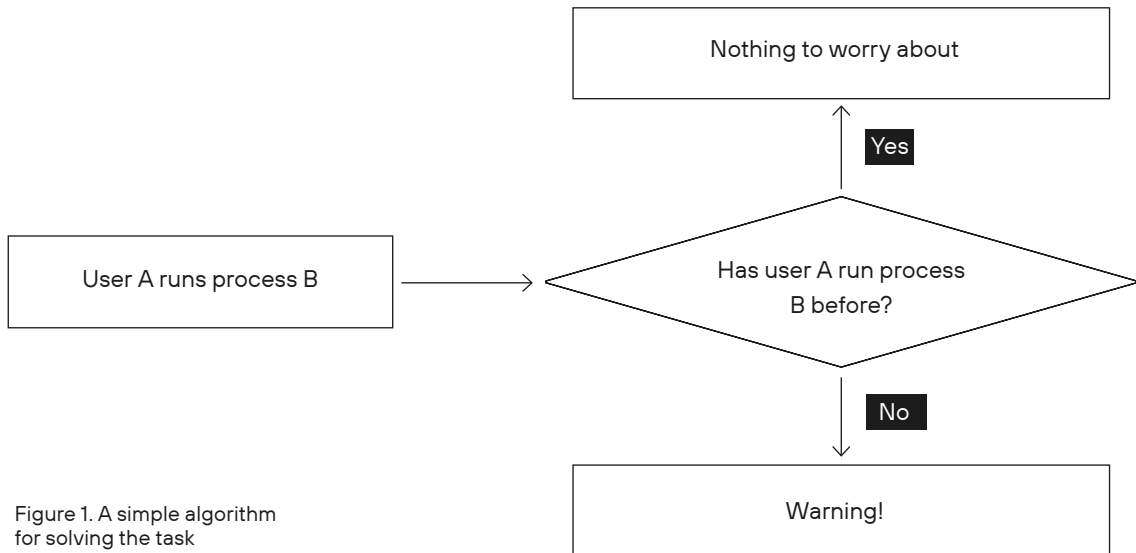 Nothing to worry about
Yes
User A runs process B
Has user A run process
B before?
No
Warning!
Figure 1. A simple algorithm
for solving the task